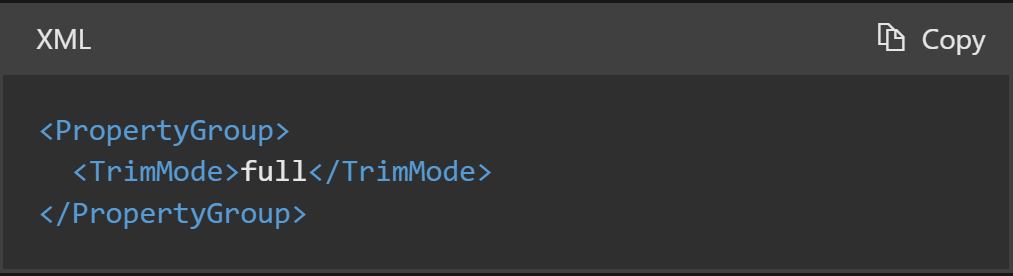 XML
Copy
<PropertyGroup>
  <TrimMode>full</TrimMode>
</PropertyGroup>